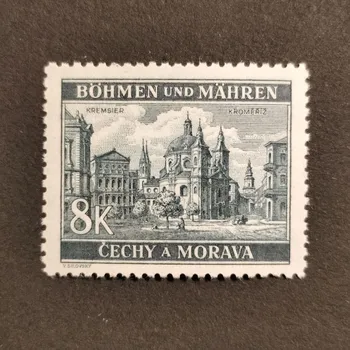 BÖHMEN UND MÄHREN
KREMSIER KROMĚŘÍŽ
8K
ČECHY A MORAVA